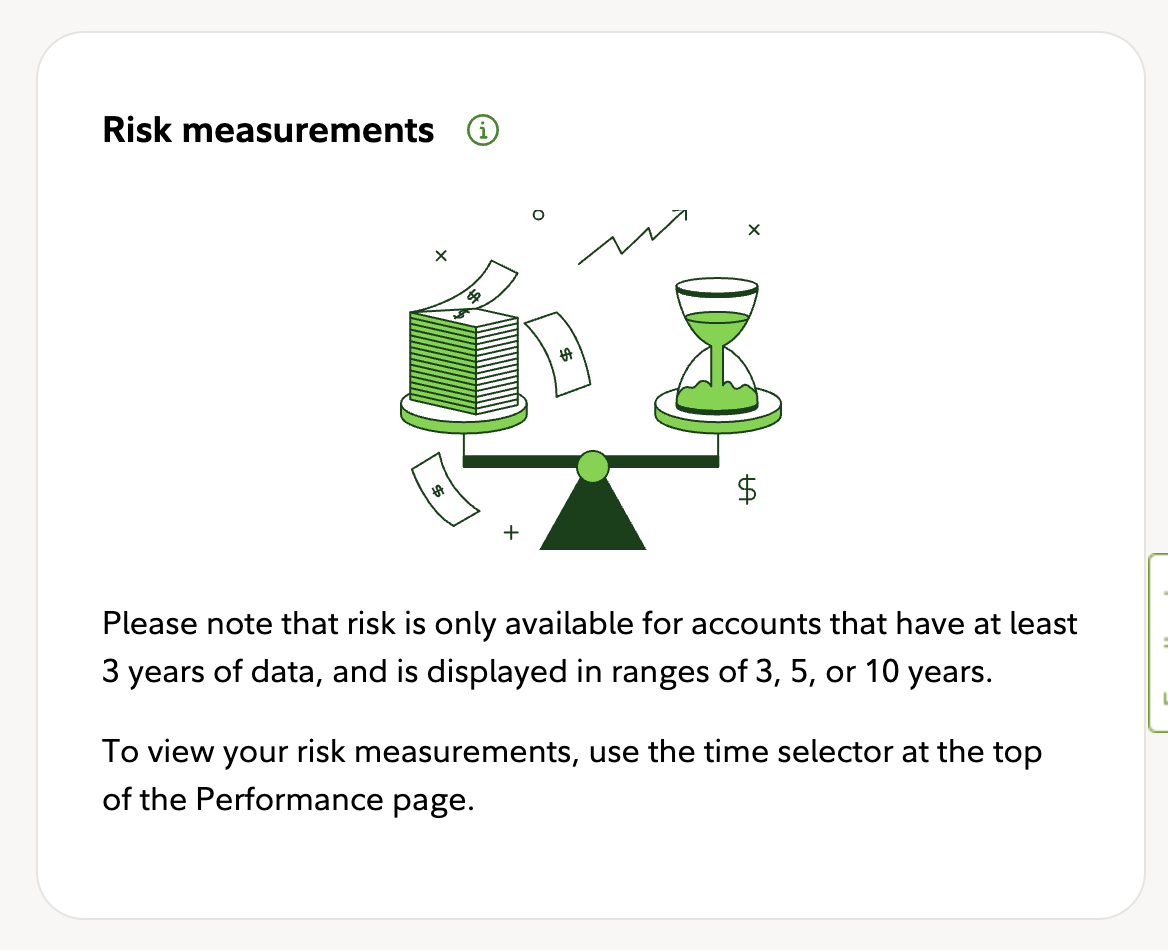 Risk measurements
$
$
$
$
$
Please note that risk is only available for accounts that have at least
3 years of data, and is displayed in ranges of 3, 5, or 10 years.
To view your risk measurements, use the time selector at the top
of the Performance page.